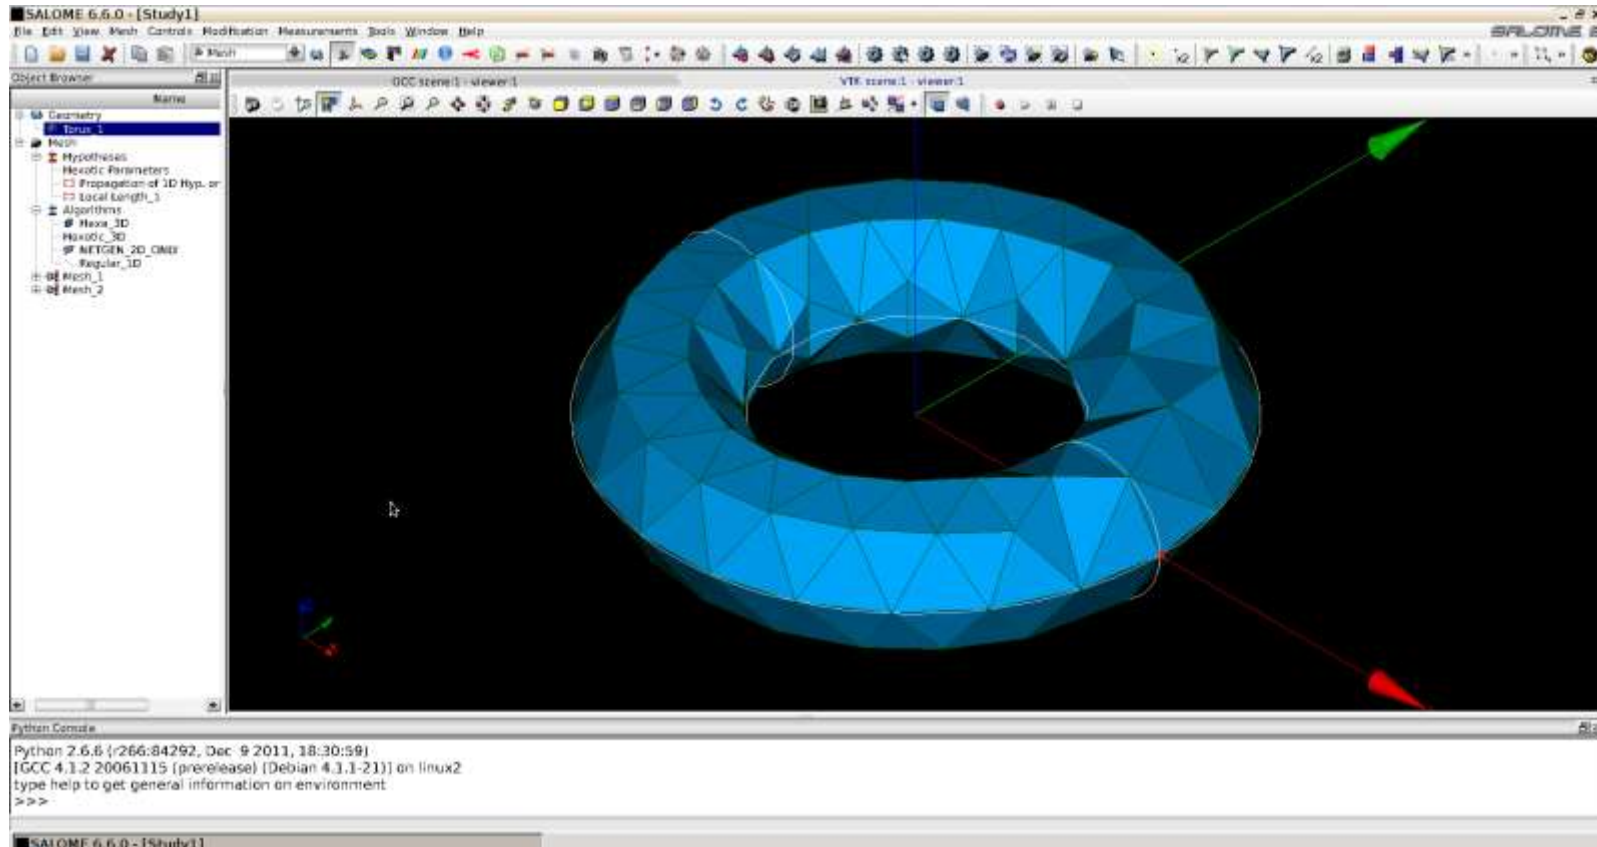 SALOME 6.6.0 - [Study1]
File Edit View Mesh Controls Modification Measurements Tools Window Help
Mesh
SALOME 6
Object Browser
OCC scene:1 - viewer:1
VTK scene:1 - viewer:1
Name
Geometry
Torus_1
Mesh
Hypotheses
Hexotic Parameters
Propagation of 1D Hyp. or
Local Length_1
Algorithms
Hexa_3D
Hexotic_3D
NETGEN_2D_ONLY
Regular_1D
Mesh_1
Mesh_2
Python Console
Python 2.6.6 (r266:84292, Dec 9 2011, 18:30:59)
[GCC 4.1.2 20061115 (prerelease) (Debian 4.1.1-21)] on linux2
type help to get general information on environment
>>>
SALOME 6.6.0 - [Study1]